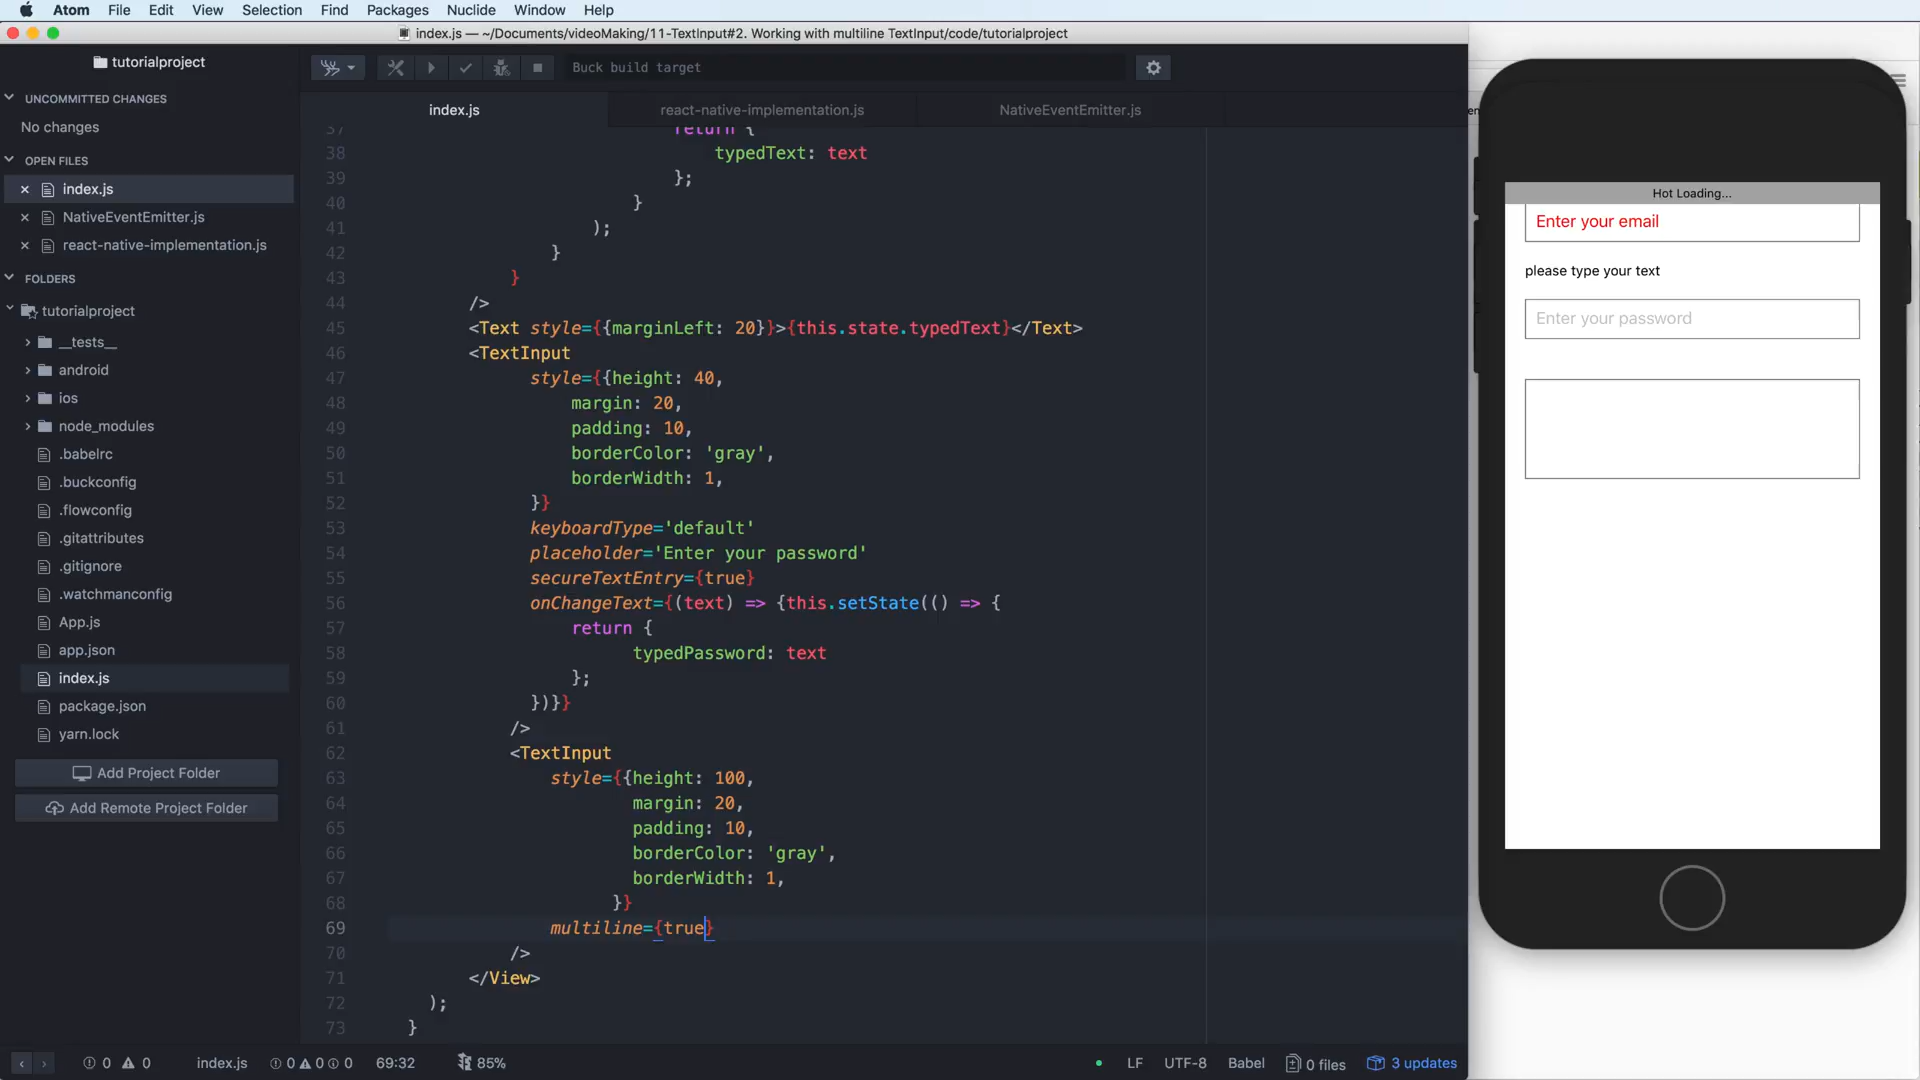 Atom File Edit View Selection Find Packages Nuclide Window Help
index.js — ~/Documents/videoMaking/11-TextInput#2. Working with multiline TextInput/code/tutorialproject
tutorialproject
UNCOMMITTED CHANGES
No changes
OPEN FILES
index.js
NativeEventEmitter.js
react-native-implementation.js
FOLDERS
tutorialproject
__tests__
android
ios
node_modules
.babelrc
.buckconfig
.flowconfig
.gitattributes
.gitignore
.watchmanconfig
App.js
app.json
index.js
package.json
yarn.lock
Add Project Folder
Add Remote Project Folder
Buck build target
index.js react-native-implementation.js NativeEventEmitter.js
37 return {
38 typedText: text
39 };
40 }
41 );
42 }
43 }
44 />
45 <Text style={{marginLeft: 20}}>{this.state.typedText}</Text>
46 <TextInput
47 style={{height: 40,
48 margin: 20,
49 padding: 10,
50 borderColor: 'gray',
51 borderWidth: 1,
52 }}
53 keyboardType='default'
54 placeholder='Enter your password'
55 secureTextEntry={true}
56 onChangeText={(text) => {this.setState(() => {
57 return {
58 typedPassword: text
59 };
60 })}}
61 />
62 <TextInput
63 style={{height: 100,
64 margin: 20,
65 padding: 10,
66 borderColor: 'gray',
67 borderWidth: 1,
68 }}
69 multiline={true}
70 />
71 </View>
72 );
73 }
0 0 index.js 0 0 0 69:32 85% LF UTF-8 Babel 0 files 3 updates
en
Hot Loading...
Enter your email
please type your text
Enter your password